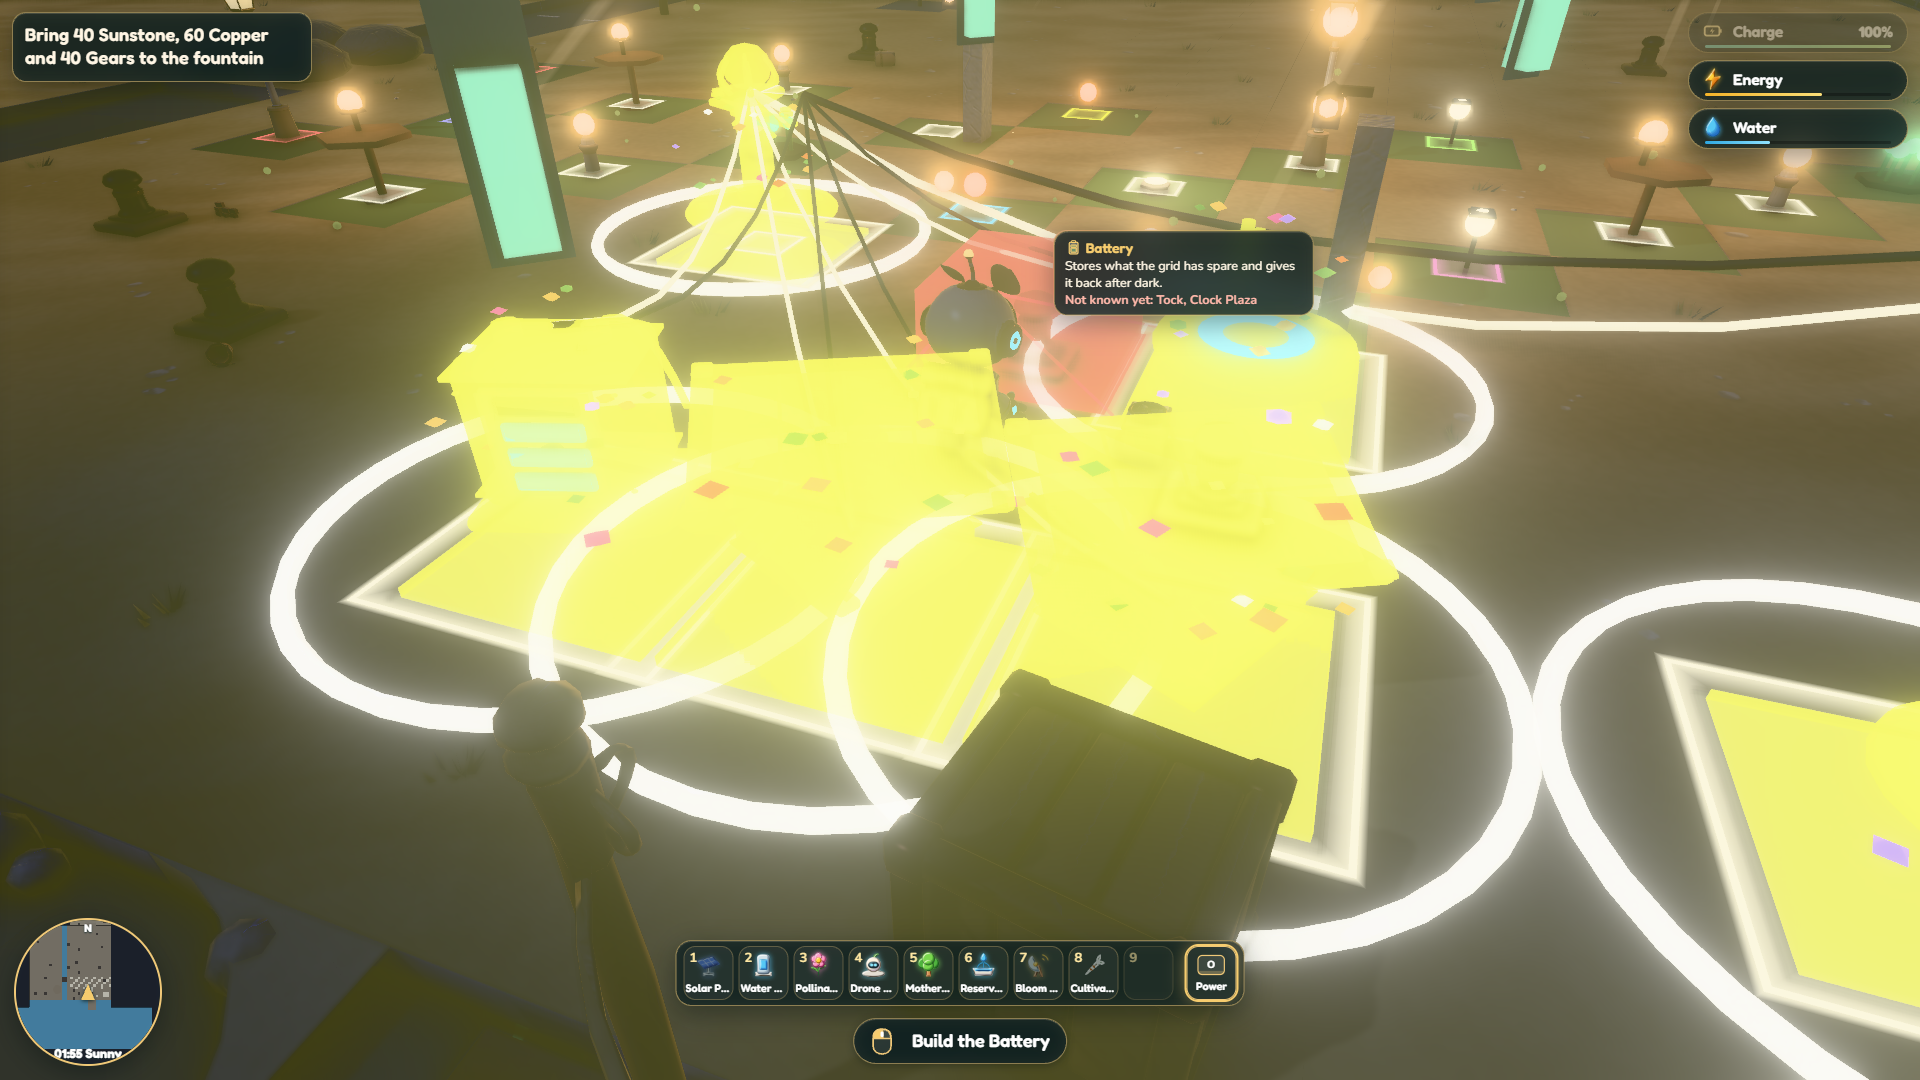 Bring 40 Sunstone, 60 Copper
and 40 Gears to the fountain
Charge 100%
Energy
Water
Battery
Stores what the grid has spare and gives
it back after dark.
Not known yet: Tock, Clock Plaza
N
01:55 Sunny
1 Solar P...
2 Water ...
3 Pollina...
4 Drone ...
5 Mother...
6 Reserv...
7 Bloom ...
8 Cultiva...
9
O
Power
Build the Battery